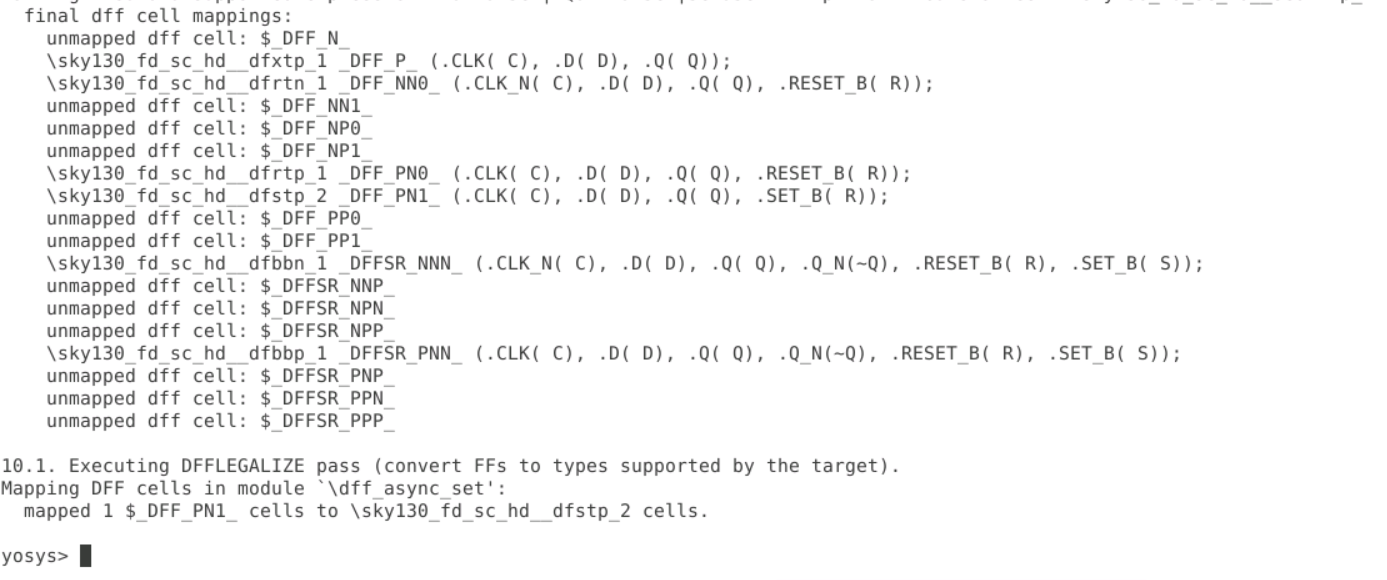 final dff cell mappings:
unmapped dff cell: $_DFF_N_
\sky130_fd_sc_hd__dfxtp_1 _DFF_P_ (.CLK( C), .D( D), .Q( Q));
\sky130_fd_sc_hd__dfrtn_1 _DFF_NN0_ (.CLK_N( C), .D( D), .Q( Q), .RESET_B( R));
unmapped dff cell: $_DFF_NN1_
unmapped dff cell: $_DFF_NP0_
unmapped dff cell: $_DFF_NP1_
\sky130_fd_sc_hd__dfrtp_1 _DFF_PN0_ (.CLK( C), .D( D), .Q( Q), .RESET_B( R));
\sky130_fd_sc_hd__dfstp_2 _DFF_PN1_ (.CLK( C), .D( D), .Q( Q), .SET_B( R));
unmapped dff cell: $_DFF_PP0_
unmapped dff cell: $_DFF_PP1_
\sky130_fd_sc_hd__dfbbn_1 _DFFSR_NNN_ (.CLK_N( C), .D( D), .Q( Q), .Q_N(~Q), .RESET_B( R), .SET_B( S));
unmapped dff cell: $_DFFSR_NNP_
unmapped dff cell: $_DFFSR_NPN_
unmapped dff cell: $_DFFSR_NPP_
\sky130_fd_sc_hd__dfbbp_1 _DFFSR_PNN_ (.CLK( C), .D( D), .Q( Q), .Q_N(~Q), .RESET_B( R), .SET_B( S));
unmapped dff cell: $_DFFSR_PNP_
unmapped dff cell: $_DFFSR_PPN_
unmapped dff cell: $_DFFSR_PPP_
10.1. Executing DFFLEGALIZE pass (convert FFs to types supported by the target).
Mapping DFF cells in module `\dff_async_set':
mapped 1 $_DFF_PN1_ cells to \sky130_fd_sc_hd__dfstp_2 cells.
yosys>